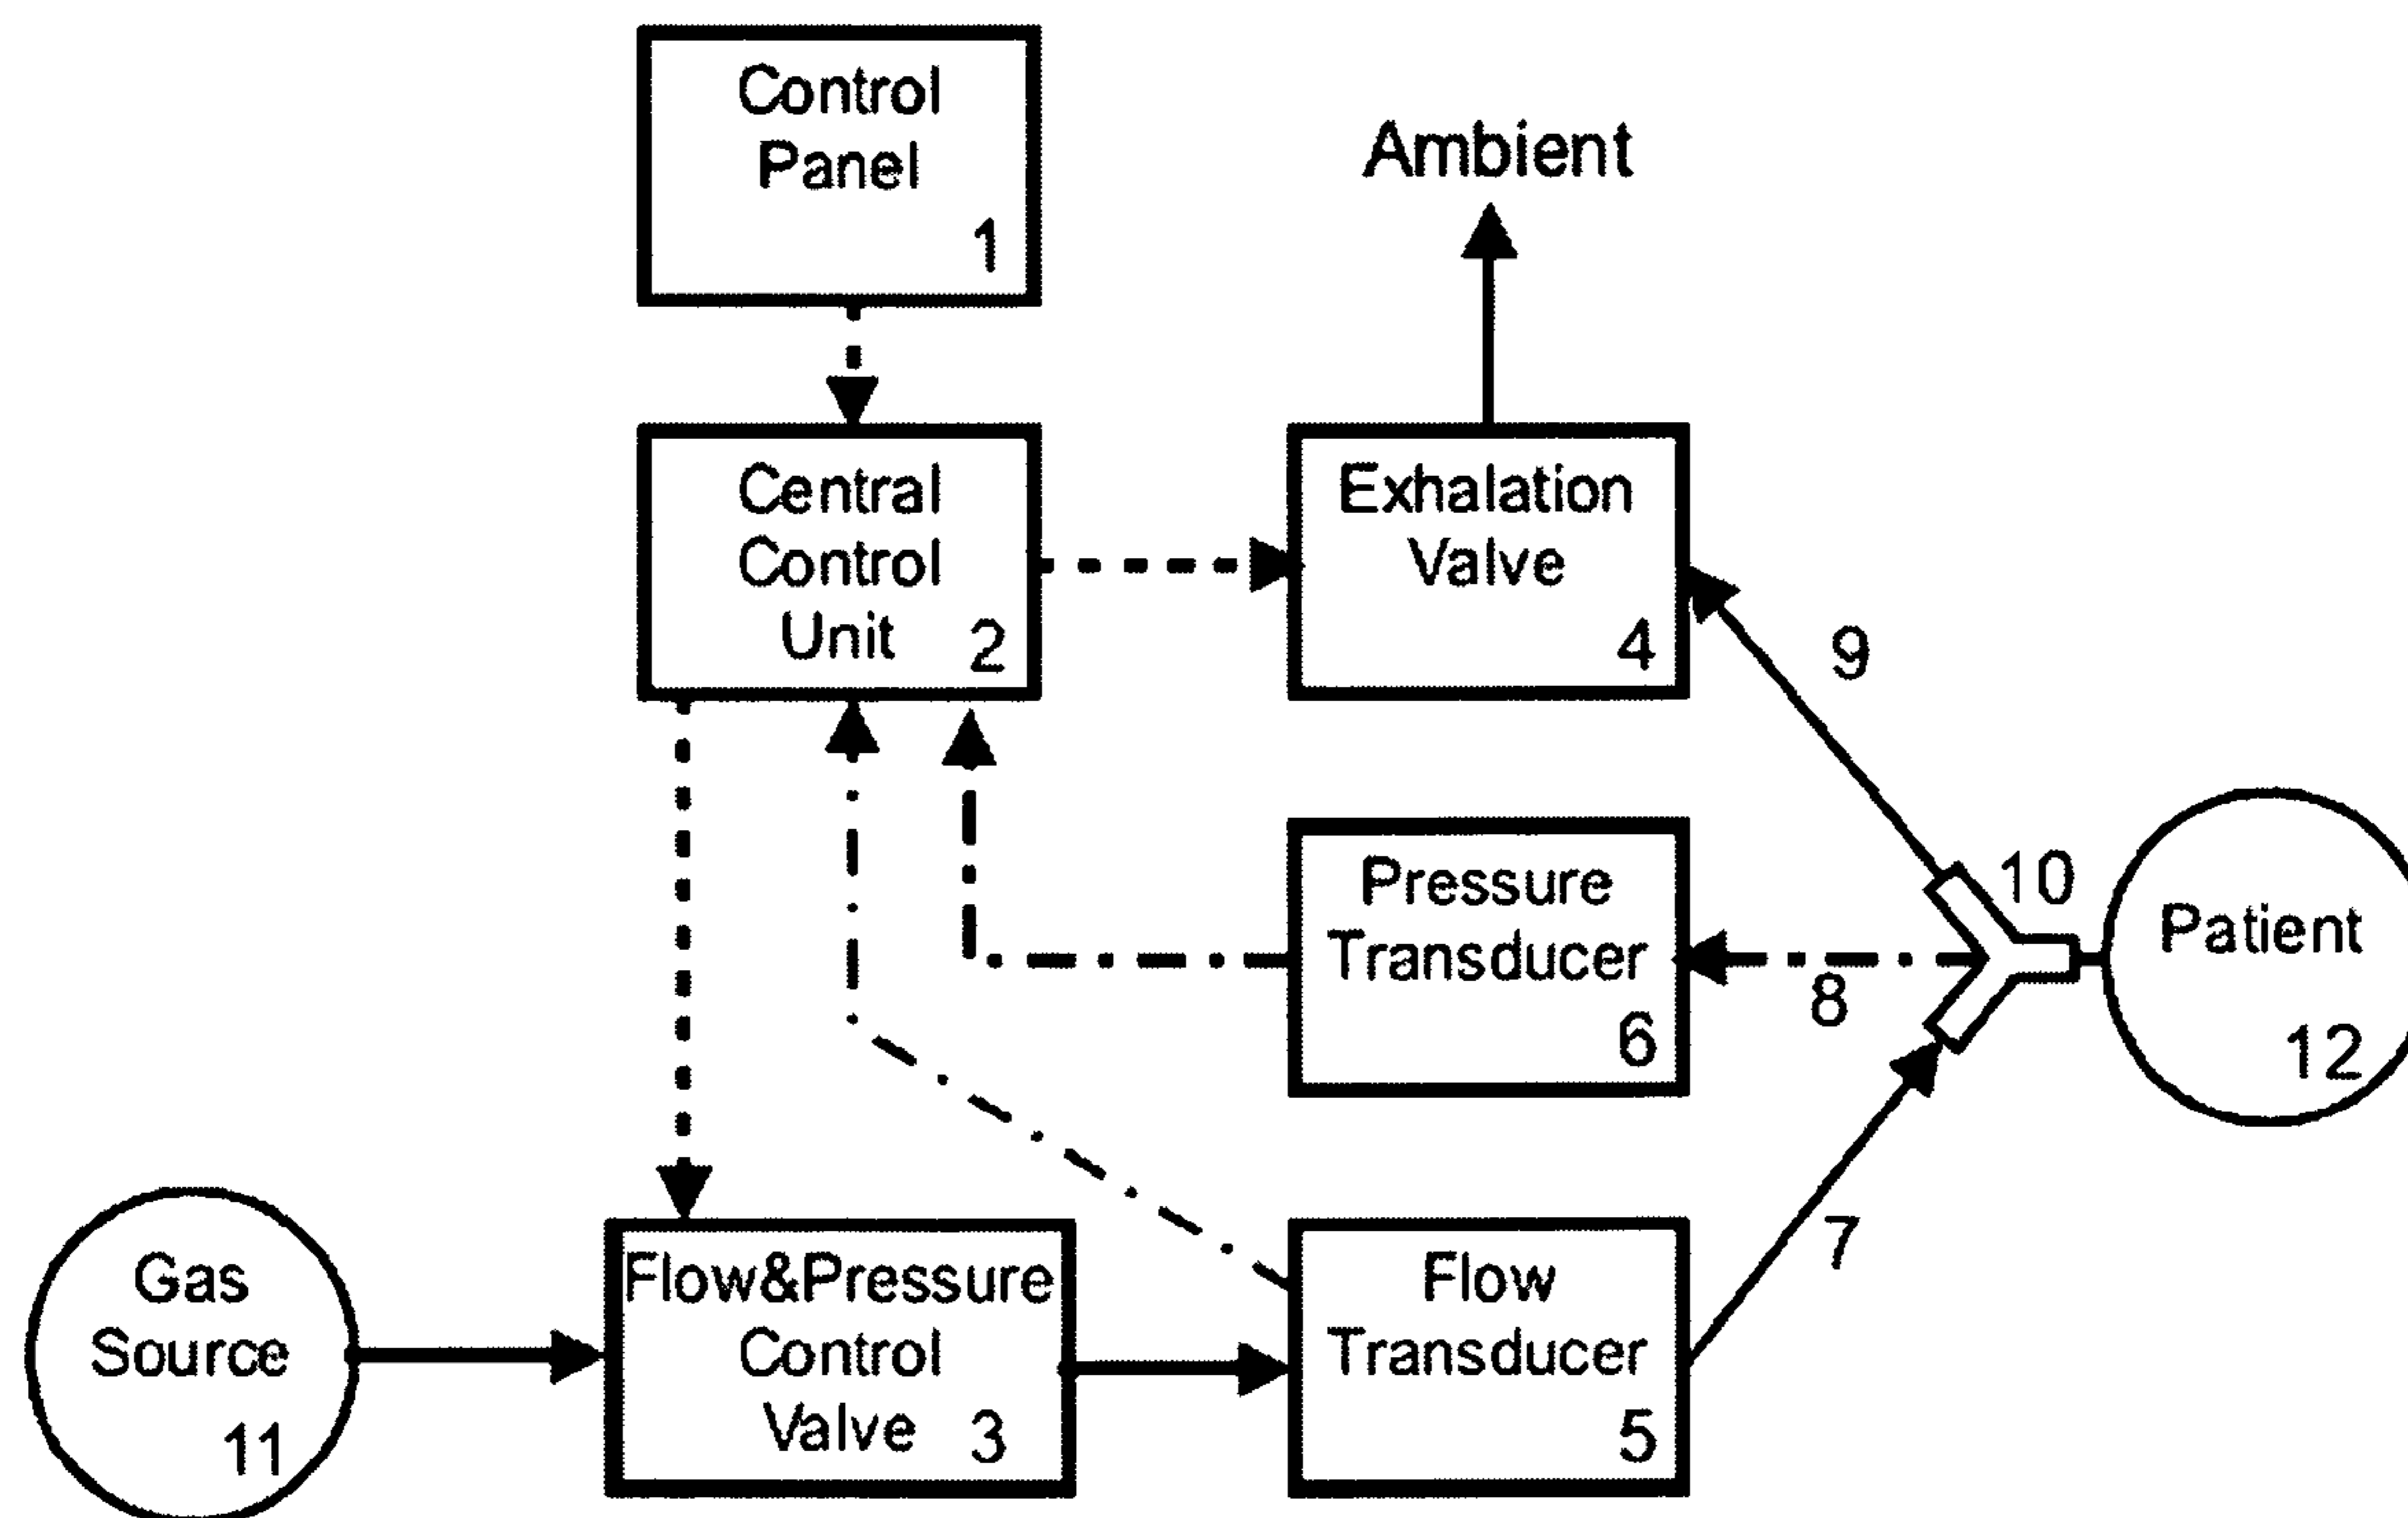 Control
Panel
1
Ambient
Central
Control
Unit 2
Exhalation
Valve
4
9
Pressure
Transducer
6
8
10
Patient
12
Gas
Source
11
Flow&Pressure
Control
Valve 3
Flow
Transducer
5
7